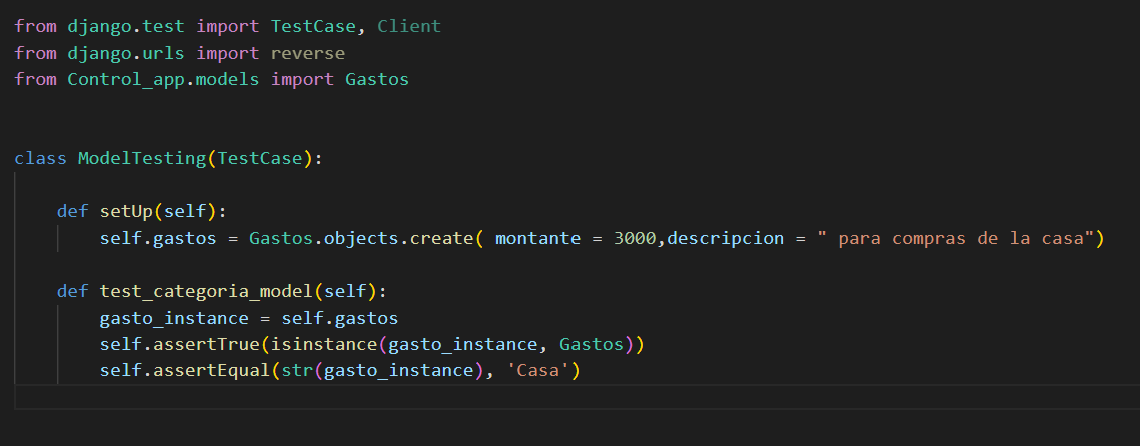 from django.test import TestCase, Client
from django.urls import reverse
from Control_app.models import Gastos
class ModelTesting(TestCase):
def setUp(self):
self.gastos = Gastos.objects.create( montante = 3000,descripcion = " para compras de la casa")
def test_categoria_model(self):
gasto_instance = self.gastos
self.assertTrue(isinstance(gasto_instance, Gastos))
self.assertEqual(str(gasto_instance), 'Casa')